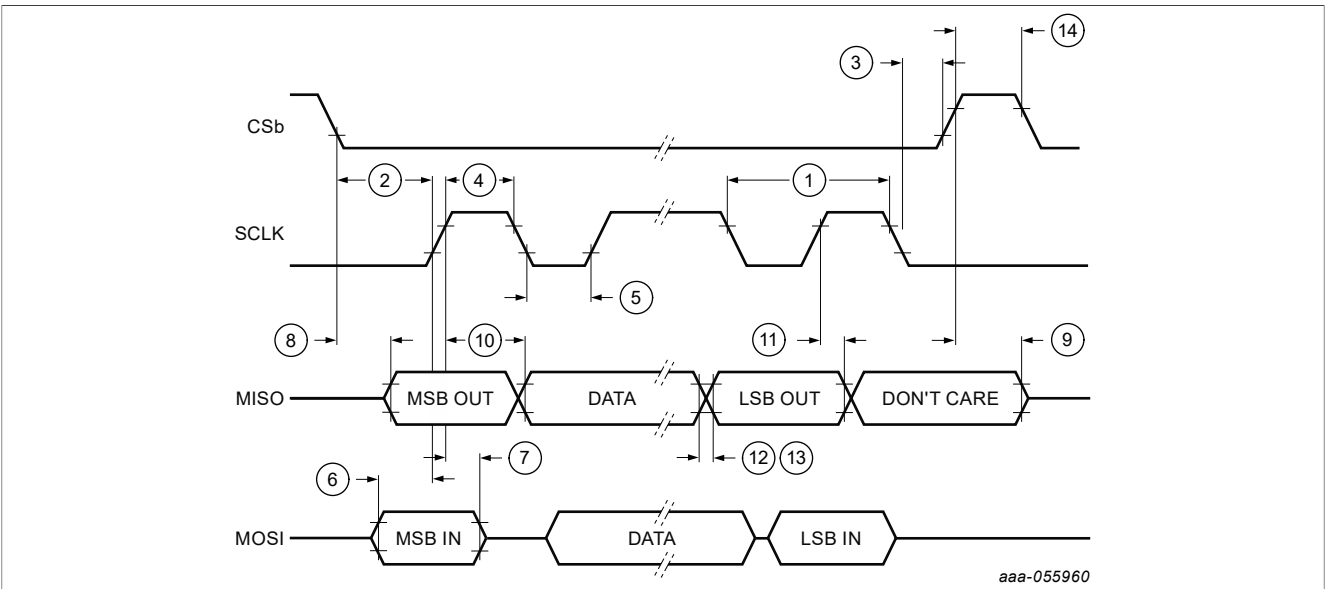 14
3
CSb
2
4
1
SCLK
5
8
10
11
9
MISO
MSB OUT
DATA
LSB OUT
DON'T CARE
7
12
13
6
MOSI
MSB IN
DATA
LSB IN
aaa-055960